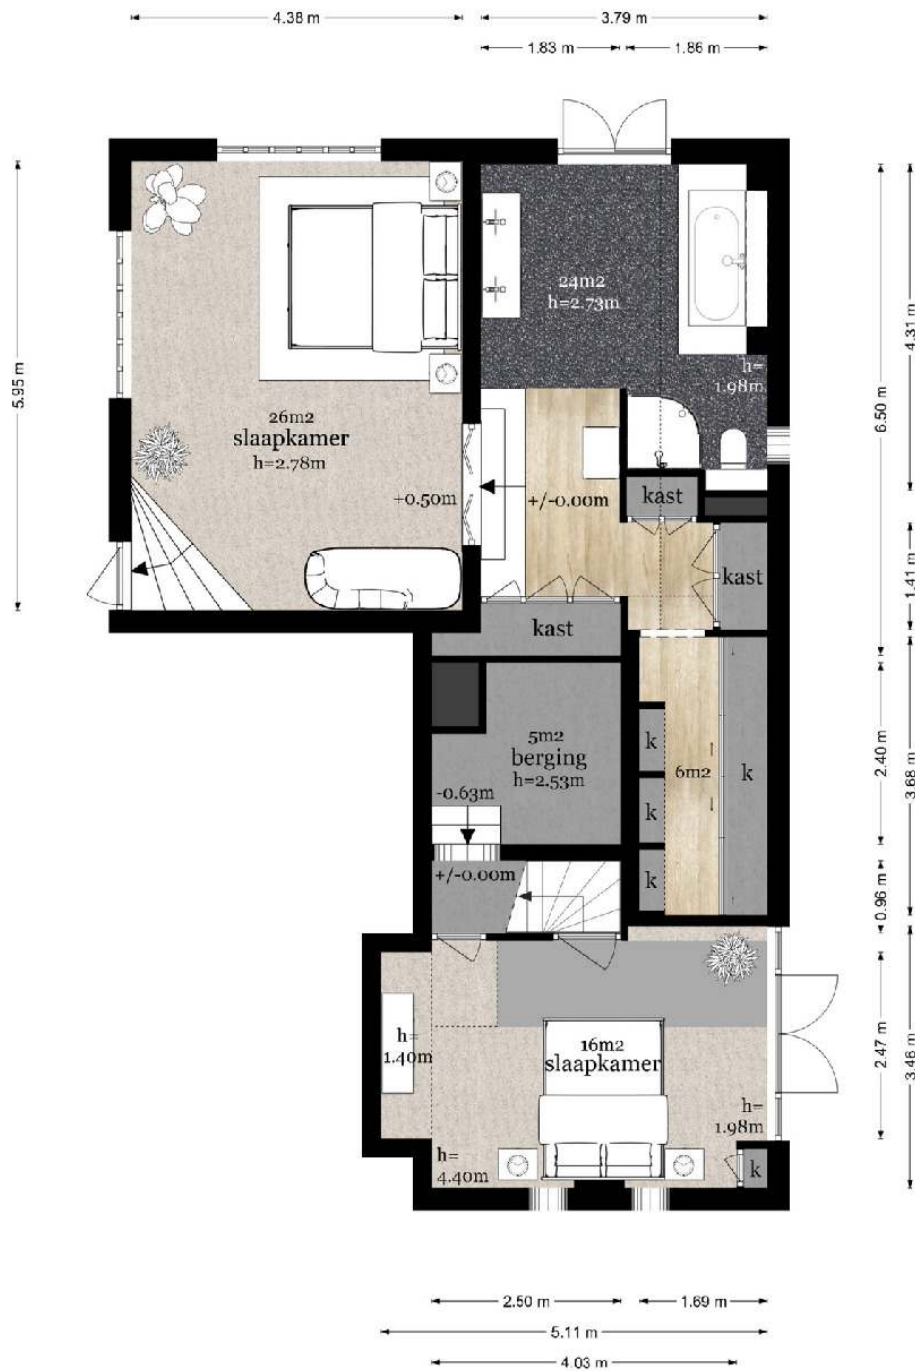 4.38 m
3.79 m
1.83 m
1.86 m
5.95 m
4.31 m
6.50 m
24m2
h=2.73m
h=
1.98m
26m2
slaapkamer
h=2.78m
+0.50m
+/-0.00m
kast
kast
kast
1.41 m
5m2
berging
h=2.53m
-0.63m
+/-0.00m
k
k
k
6m2
k
2.40 m
3.68 m
0.96 m
h=
1.40m
16m2
slaapkamer
h=
1.98m
h=
4.40m
k
2.47 m
3.46 m
2.50 m
1.69 m
5.11 m
4.03 m